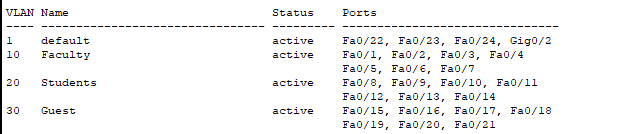 VLAN Name                             Status    Ports
---- -------------------------------- --------- -------------------------------
1    default                          active    Fa0/22, Fa0/23, Fa0/24, Gig0/2
10   Faculty                          active    Fa0/1, Fa0/2, Fa0/3, Fa0/4
                                                Fa0/5, Fa0/6, Fa0/7
20   Students                         active    Fa0/8, Fa0/9, Fa0/10, Fa0/11
                                                Fa0/12, Fa0/13, Fa0/14
30   Guest                            active    Fa0/15, Fa0/16, Fa0/17, Fa0/18
                                                Fa0/19, Fa0/20, Fa0/21